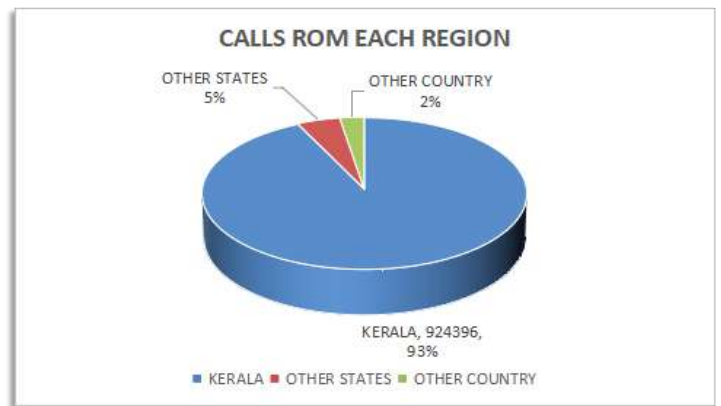 CALLS ROM EACH REGION
OTHER STATES
5%
OTHER COUNTRY
2%
KERALA, 924396,
93%
KERALA OTHER STATES OTHER COUNTRY